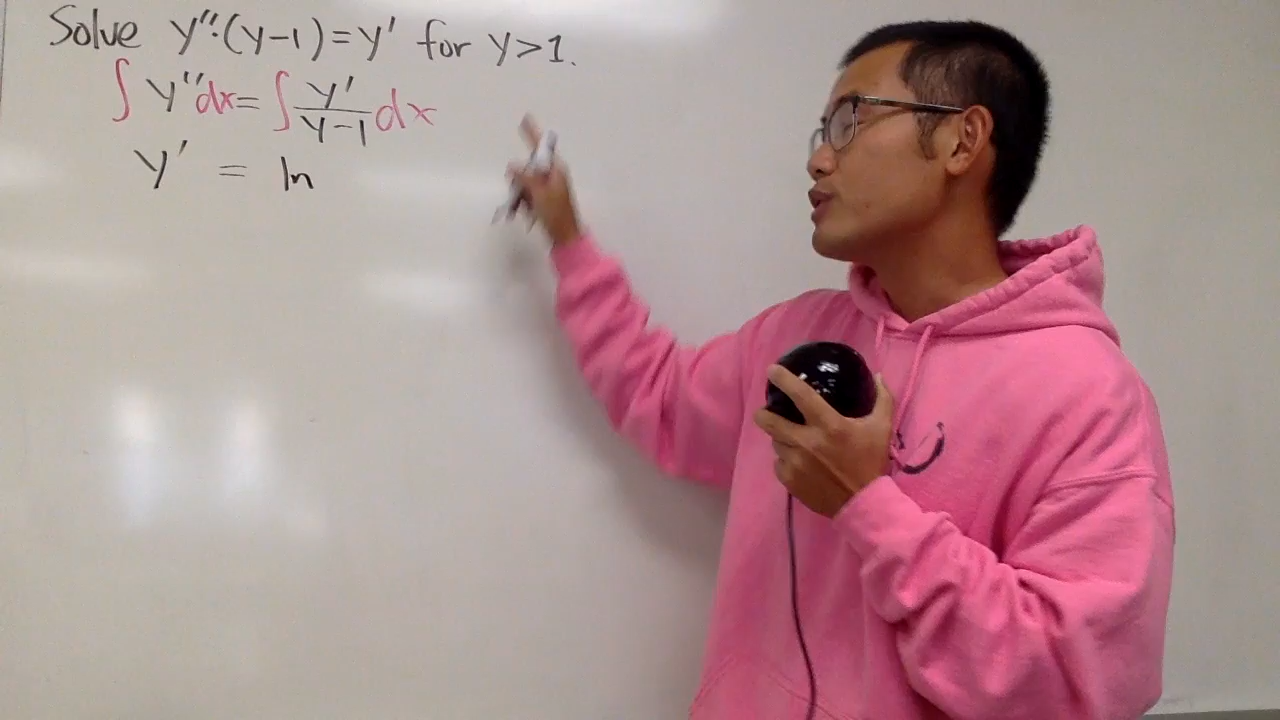 Solve y''·(y-1)=y' for y>1.
∫ y'' dx = ∫ y'/(y-1) dx
y' = ln